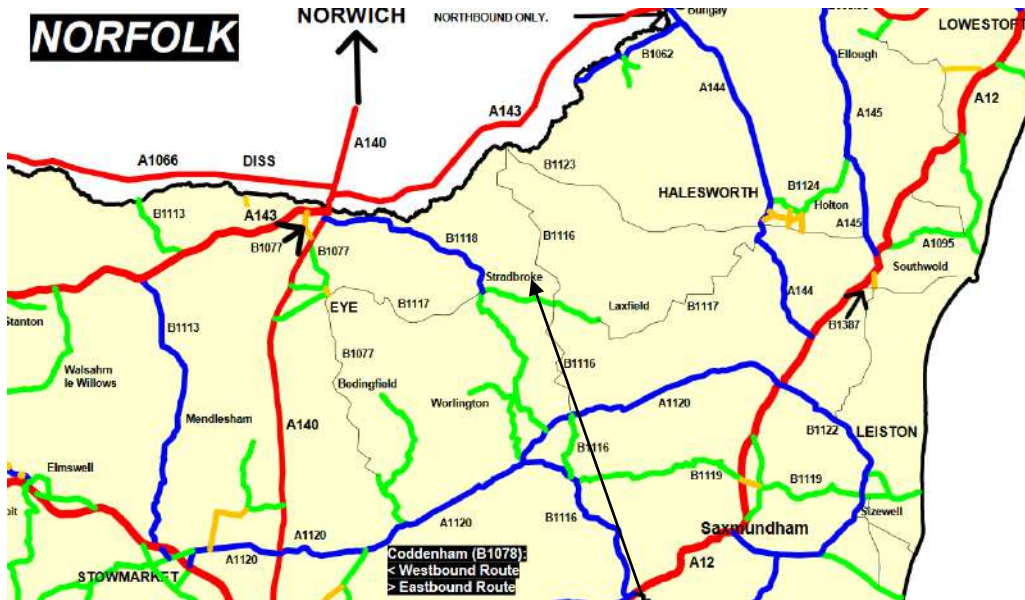 NORFOLK
NORWICH
NORTHBOUND ONLY.
Bungay
LOWESTOFT
B1062
Ellough
A144
A145
A12
A143
A140
A1066
DISS
B1123
HALESWORTH
B1124
Holton
B1113
A143
B1077
B1077
B1118
B1116
A145
A1095
Southwold
Stradbroke
EYE
B1117
Laxfield
B1117
A144
B1387
Stanton
B1113
B1077
B1116
Walsahm
le Willows
Bedingfield
Worlington
A1120
Mendlesham
A140
B1122
LEISTON
B1116
Elmswell
B1119
B1119
Sizewell
A1120
B1116
Saxmundham
A1120
A1120
A12
STOWMARKET
Coddenham (B1078):
< Westbound Route
> Eastbound Route